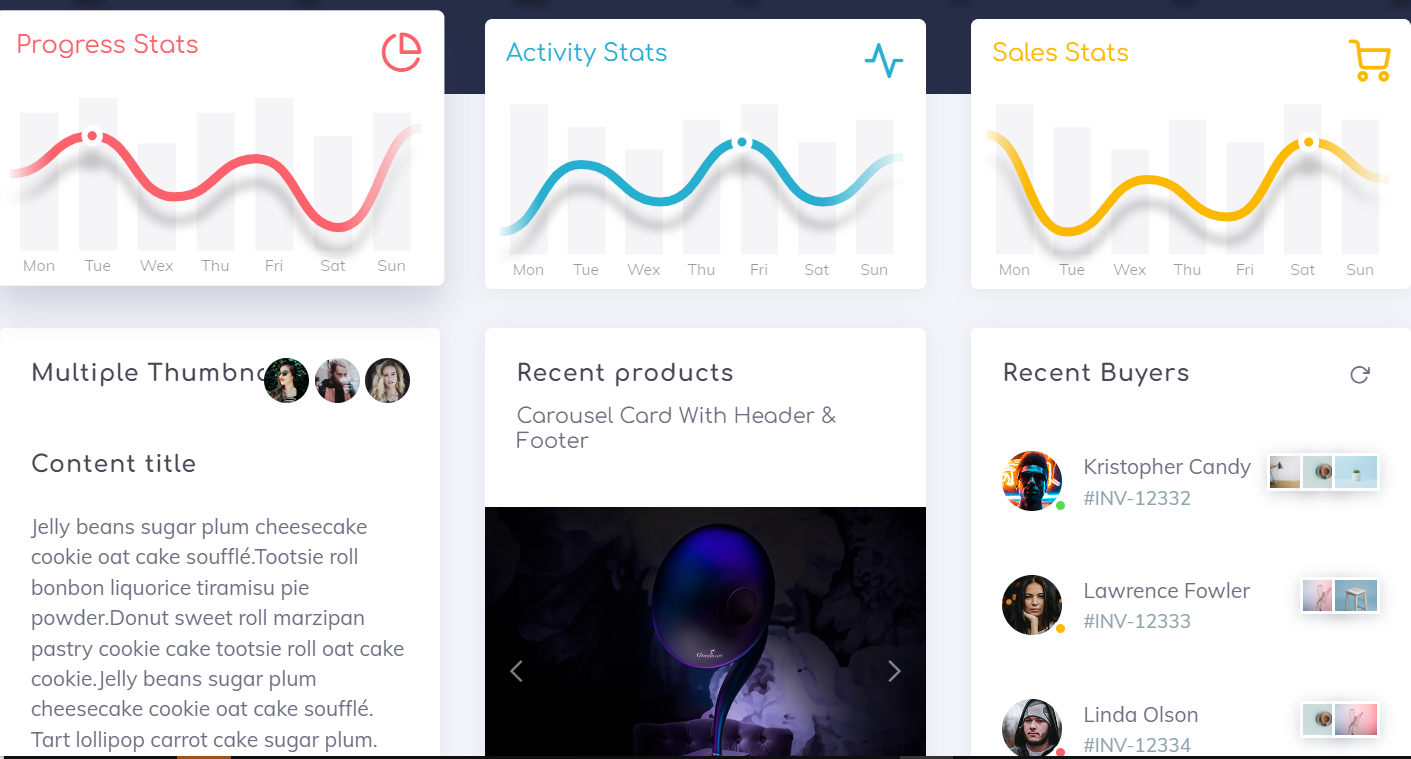 Progress Stats
Mon Tue Wex Thu Fri Sat Sun
Activity Stats
Mon Tue Wex Thu Fri Sat Sun
Sales Stats
Mon Tue Wex Thu Fri Sat Sun
Multiple
Content title
Jelly beans sugar plum cheesecake
cookie oat cake soufflé.Tootsie roll
bonbon liquorice tiramisu pie
powder.Donut sweet roll marzipan
pastry cookie cake tootsie roll oat cake
cookie.Jelly beans sugar plum
cheesecake cookie oat cake soufflé.
Tart lollipop carrot cake sugar plum.
Recent products
Carousel Card With Header &
Footer
Recent Buyers
Kristopher Candy
#INV-12332
Lawrence Fowler
#INV-12333
Linda Olson
#INV-12334